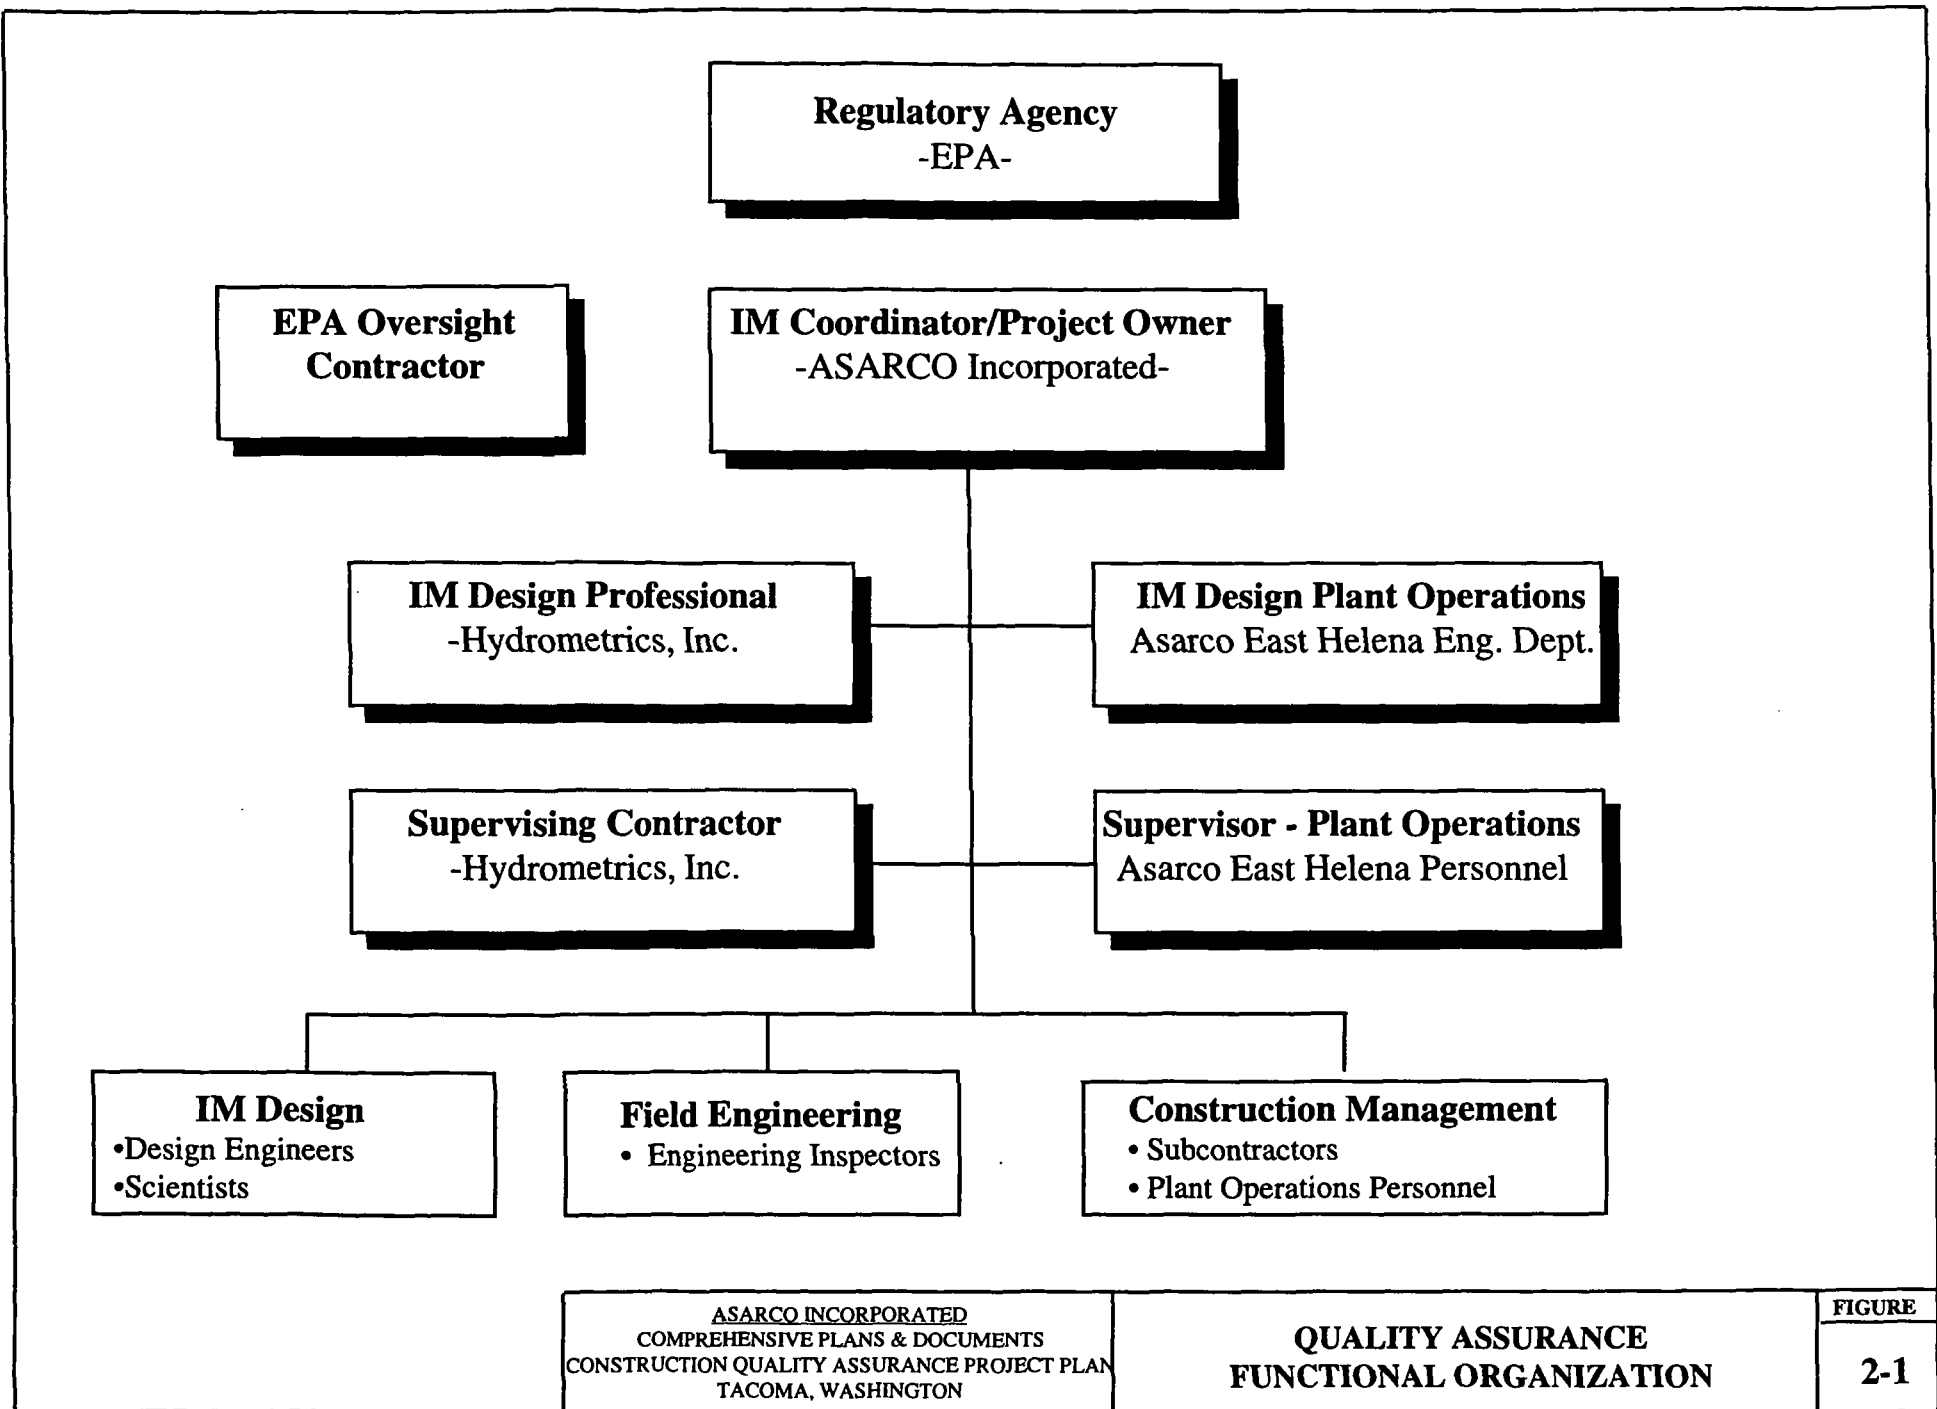 Regulatory Agency
-EPA-
EPA Oversight
Contractor
IM Coordinator/Project Owner
-ASARCO Incorporated-
IM Design Professional
-Hydrometrics, Inc.
IM Design Plant Operations
Asarco East Helena Eng. Dept.
Supervising Contractor
-Hydrometrics, Inc.
Supervisor - Plant Operations
Asarco East Helena Personnel
IM Design
•Design Engineers
•Scientists
Field Engineering
• Engineering Inspectors
Construction Management
• Subcontractors
• Plant Operations Personnel
ASARCO INCORPORATED
COMPREHENSIVE PLANS & DOCUMENTS
CONSTRUCTION QUALITY ASSURANCE PROJECT PLAN
TACOMA, WASHINGTON
QUALITY ASSURANCE
FUNCTIONAL ORGANIZATION
FIGURE
2-1